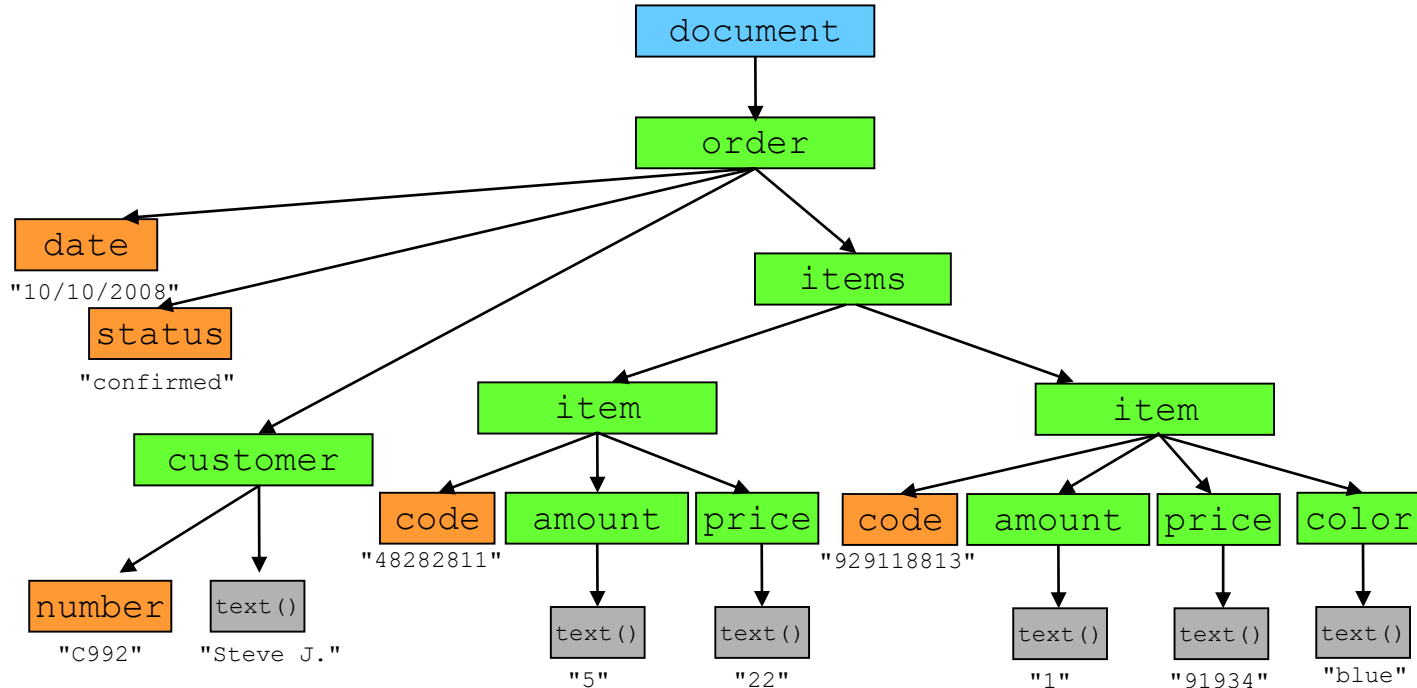 document
order
date
"10/10/2008"
items
status
"confirmed"
item
item
customer
code
amount
price
code
amount
price
color
"48282811"
"929118813"
number
text()
text()
text()
text()
text()
text()
"C992"
"Steve J."
"5"
"22"
"1"
"91934"
"blue"